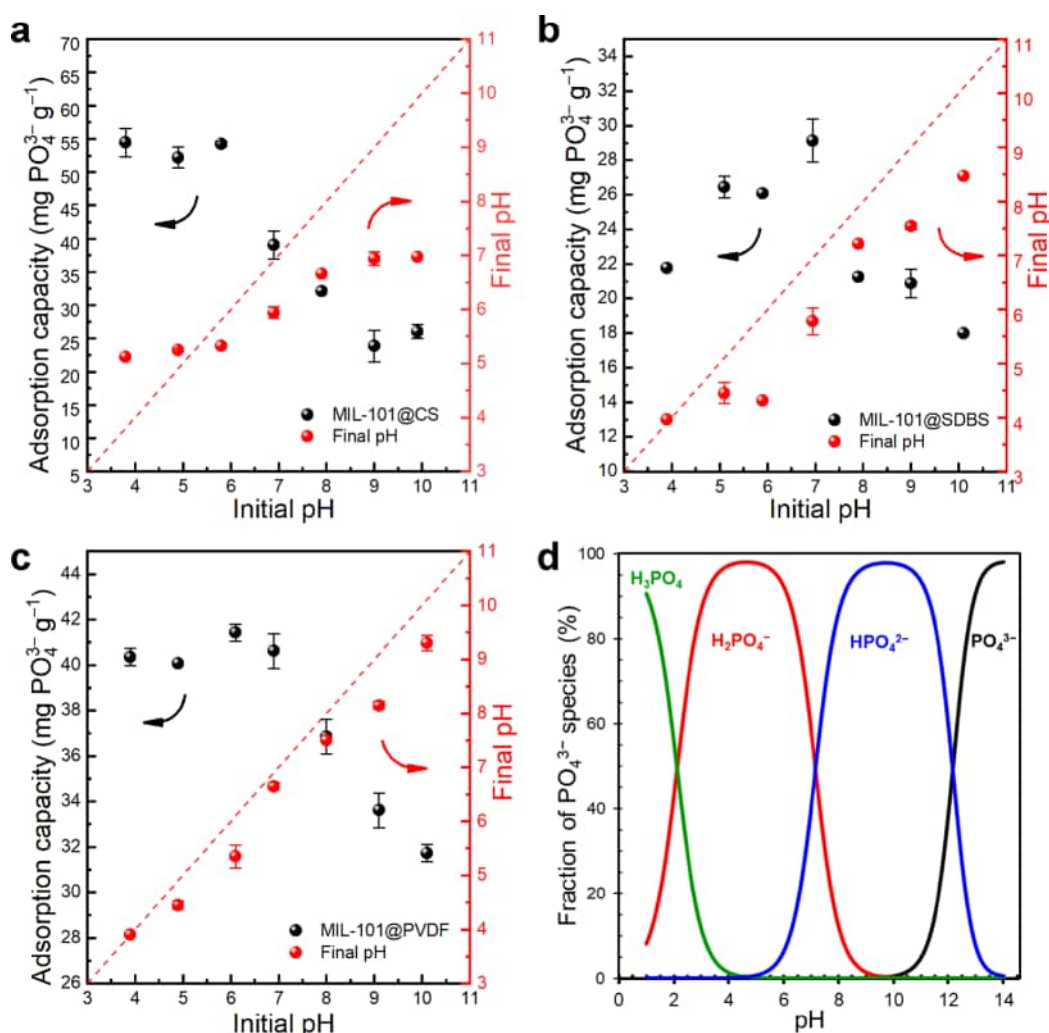 a
Adsorption capacity (mg PO₄³⁻ g⁻¹)
70
65
60
55
50
45
40
35
30
25
20
15
10
5
3 4 5 6 7 8 9 10 11
Initial pH
11
10
9
8
7
6
5
4
3
Final pH
MIL-101@CS
Final pH
b
Adsorption capacity (mg PO₄³⁻ g⁻¹)
34
32
30
28
26
24
22
20
18
16
14
12
10
3 4 5 6 7 8 9 10 11
Initial pH
11
10
9
8
7
6
5
4
3
Final pH
MIL-101@SDBS
Final pH
c
Adsorption capacity (mg PO₄³⁻ g⁻¹)
44
42
40
38
36
34
32
30
28
26
3 4 5 6 7 8 9 10 11
Initial pH
11
10
9
8
7
6
5
4
3
Final pH
MIL-101@PVDF
Final pH
d
Fraction of PO₄³⁻ species (%)
100
80
60
40
20
0
0 2 4 6 8 10 12 14
pH
H₃PO₄
H₂PO₄⁻
HPO₄²⁻
PO₄³⁻